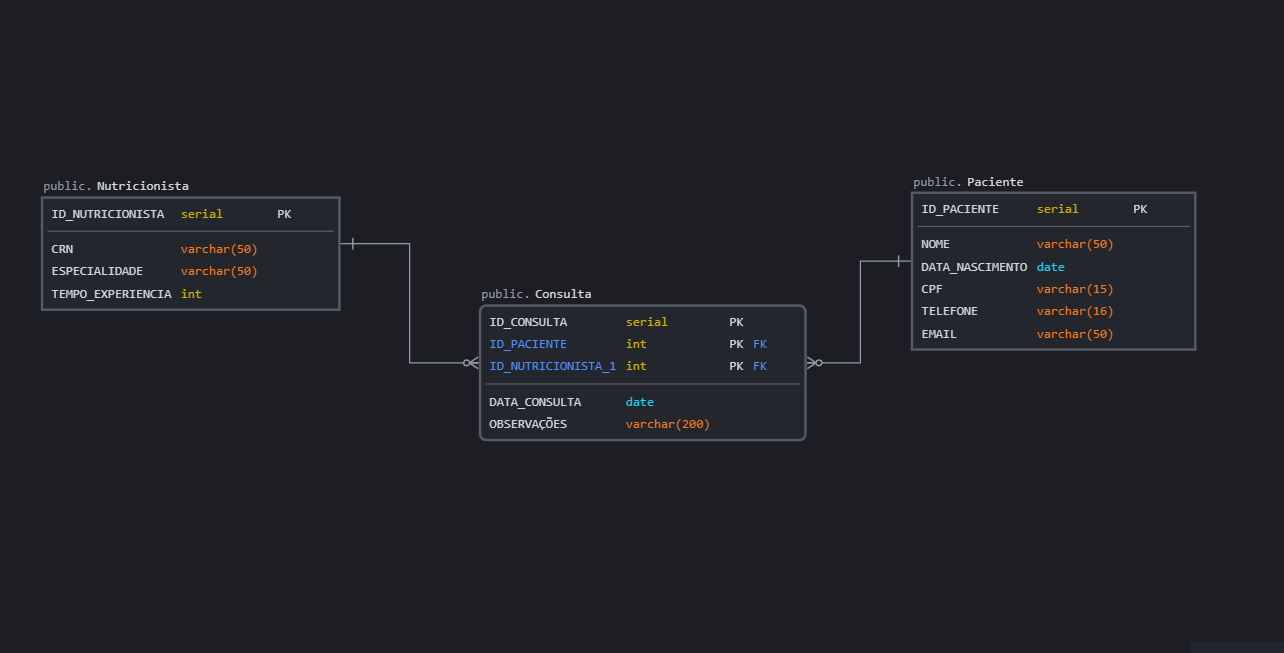 public. Nutricionista
ID_NUTRICIONISTA serial PK
CRN varchar(50)
ESPECIALIDADE varchar(50)
TEMPO_EXPERIENCIA int
public. Consulta
ID_CONSULTA serial PK
ID_PACIENTE int PK FK
ID_NUTRICIONISTA_1 int PK FK
DATA_CONSULTA date
OBSERVAÇÕES varchar(200)
public. Paciente
ID_PACIENTE serial PK
NOME varchar(50)
DATA_NASCIMENTO date
CPF varchar(15)
TELEFONE varchar(16)
EMAIL varchar(50)